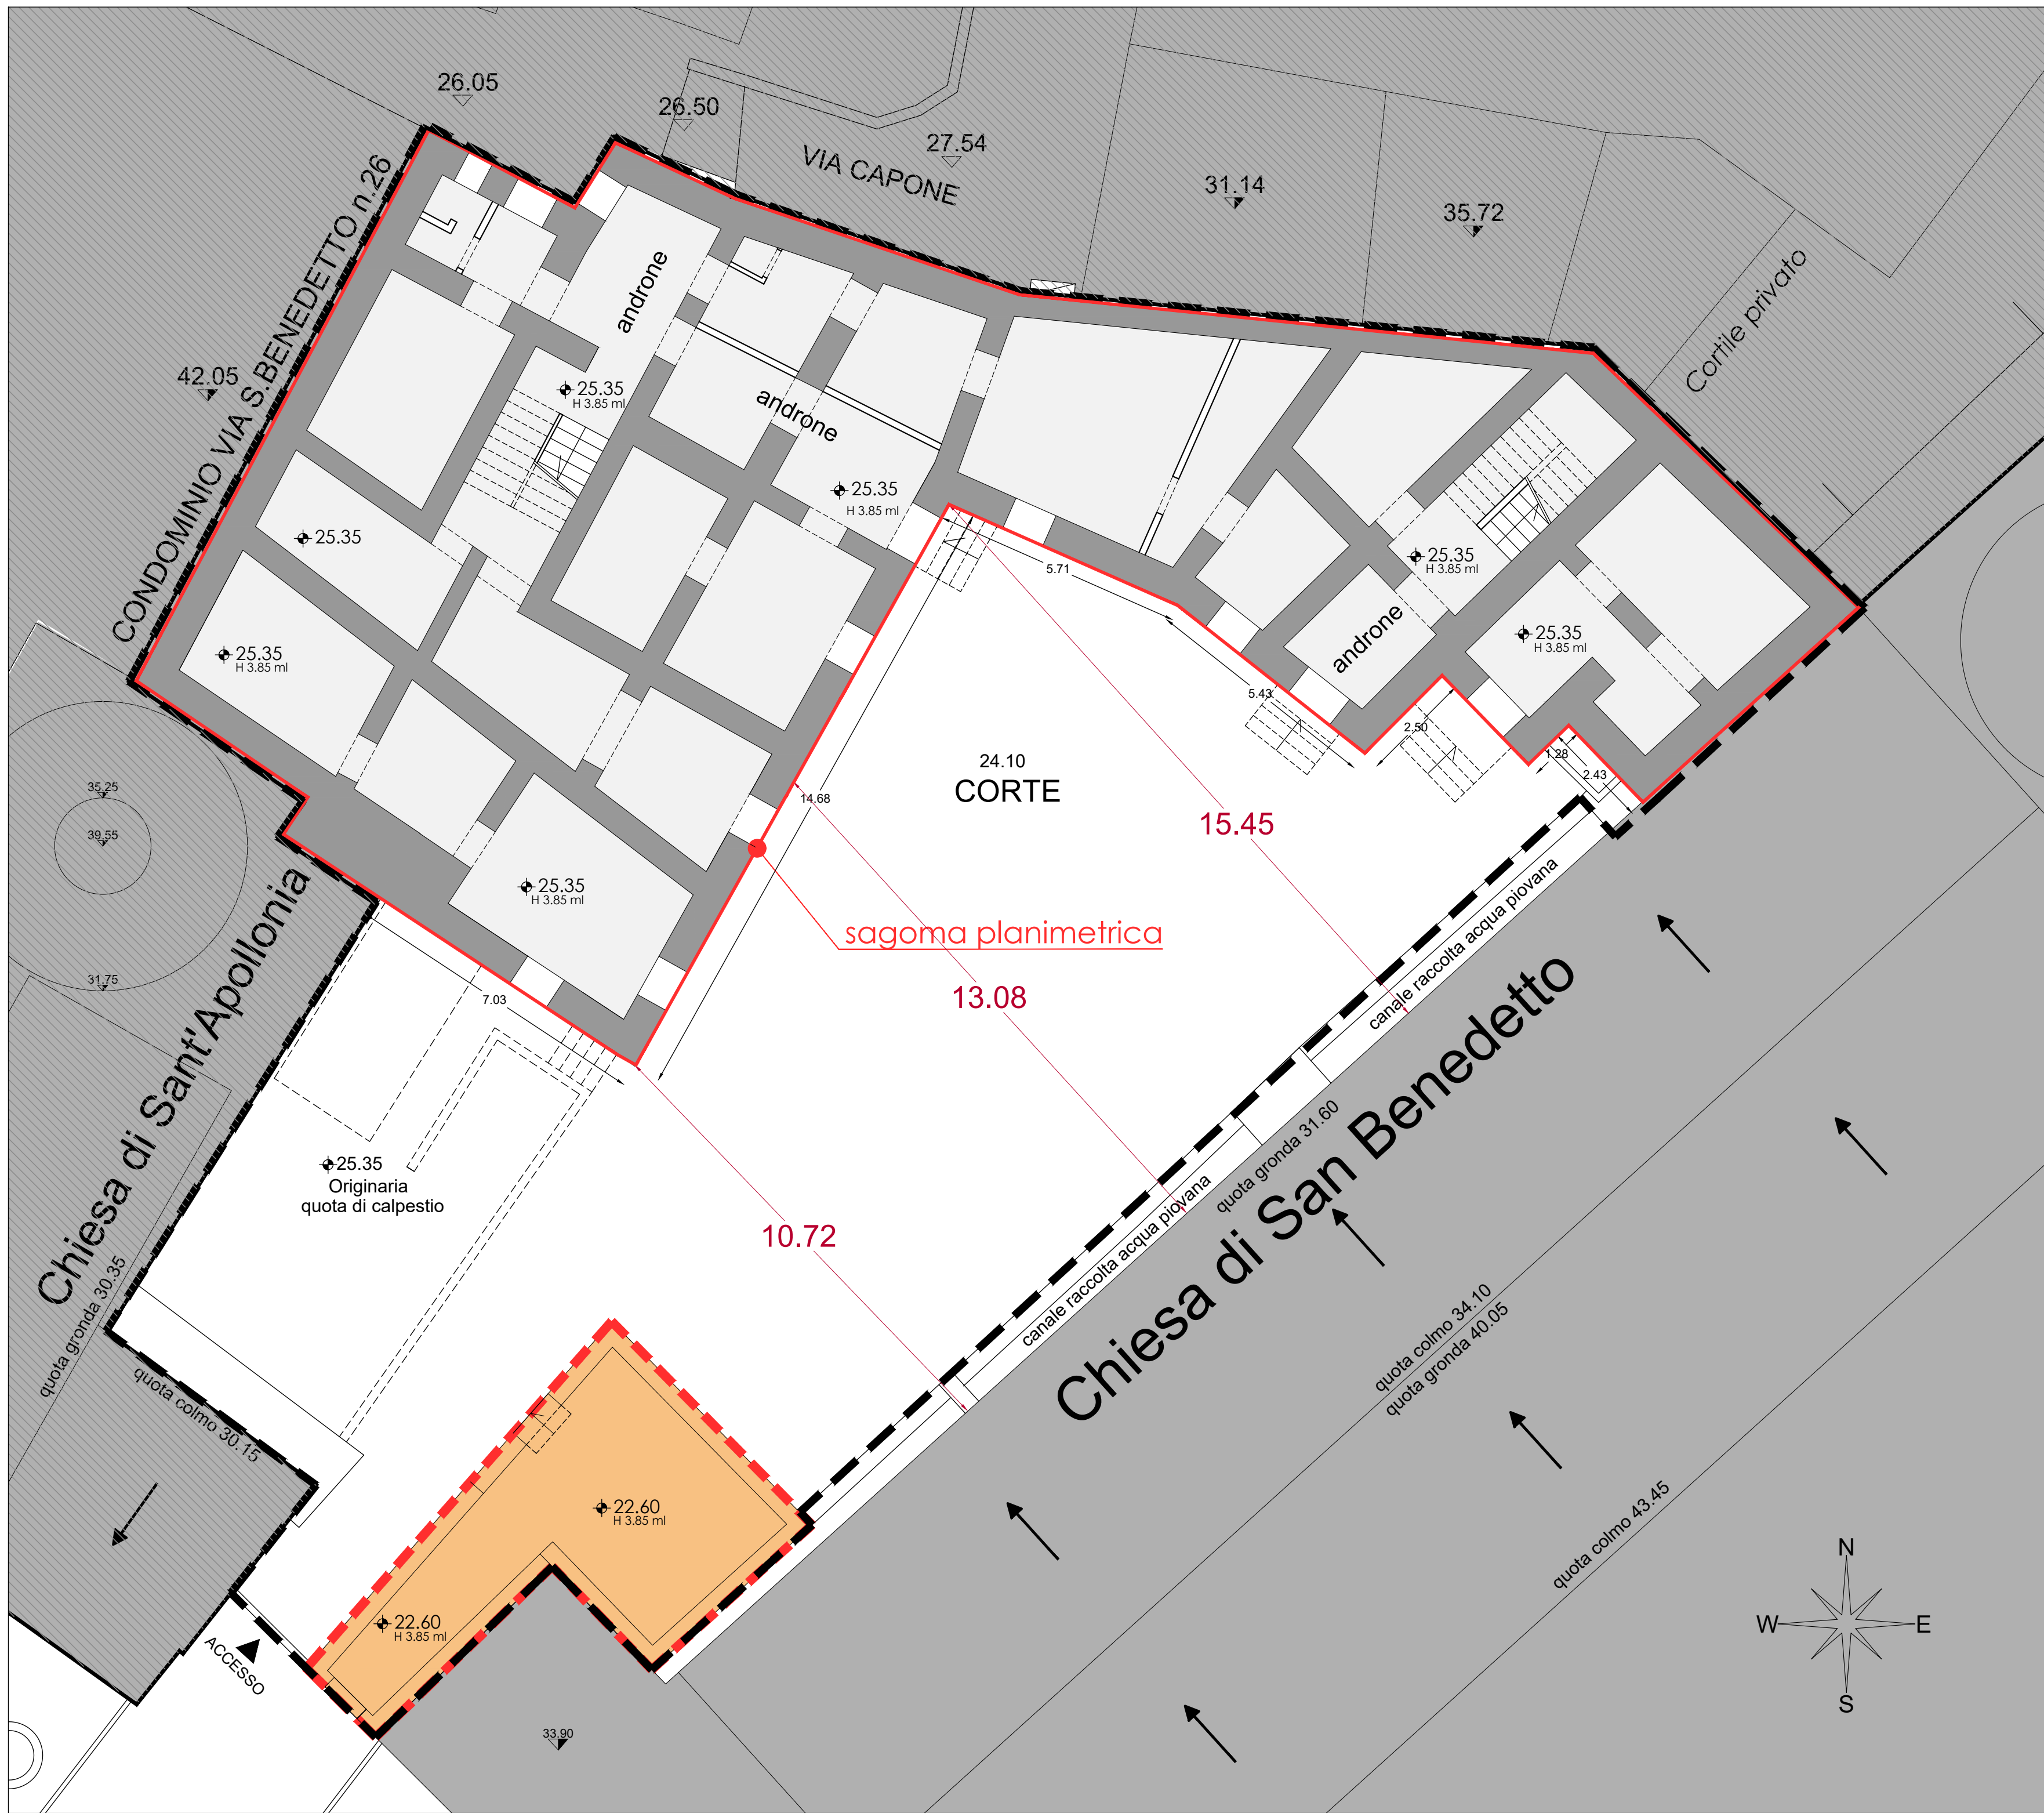 26.05
26.50
27.54
VIA CAPONE
31.14
35.72
Cortile privato
CONDOMINIO VIA S.BENEDETTO n.26
42.05
androne
25.35
H 3.85 ml
androne
25.35
H 3.85 ml
25.35
25.35
H 3.85 ml
25.35
H 3.85 ml
25.35
H 3.85 ml
androne
5.71
5.43
2.50
1.28
2.43
35.25
39.55
31.75
24.10
CORTE
14.68
15.45
25.35
H 3.85 ml
sagoma planimetrica
13.08
7.03
canale raccolta acqua piovana
Chiesa di Sant'Apollonia
quota gronda 30.35
quota colmo 30.15
25.35
Originaria
quota di calpestio
10.72
canale raccolta acqua piovana
quota gronda 31.60
Chiesa di San Benedetto
quota colmo 34.10
quota gronda 40.05
quota colmo 43.45
22.60
H 3.85 ml
22.60
H 3.85 ml
ACCESSO
33.90
N
W
E
S